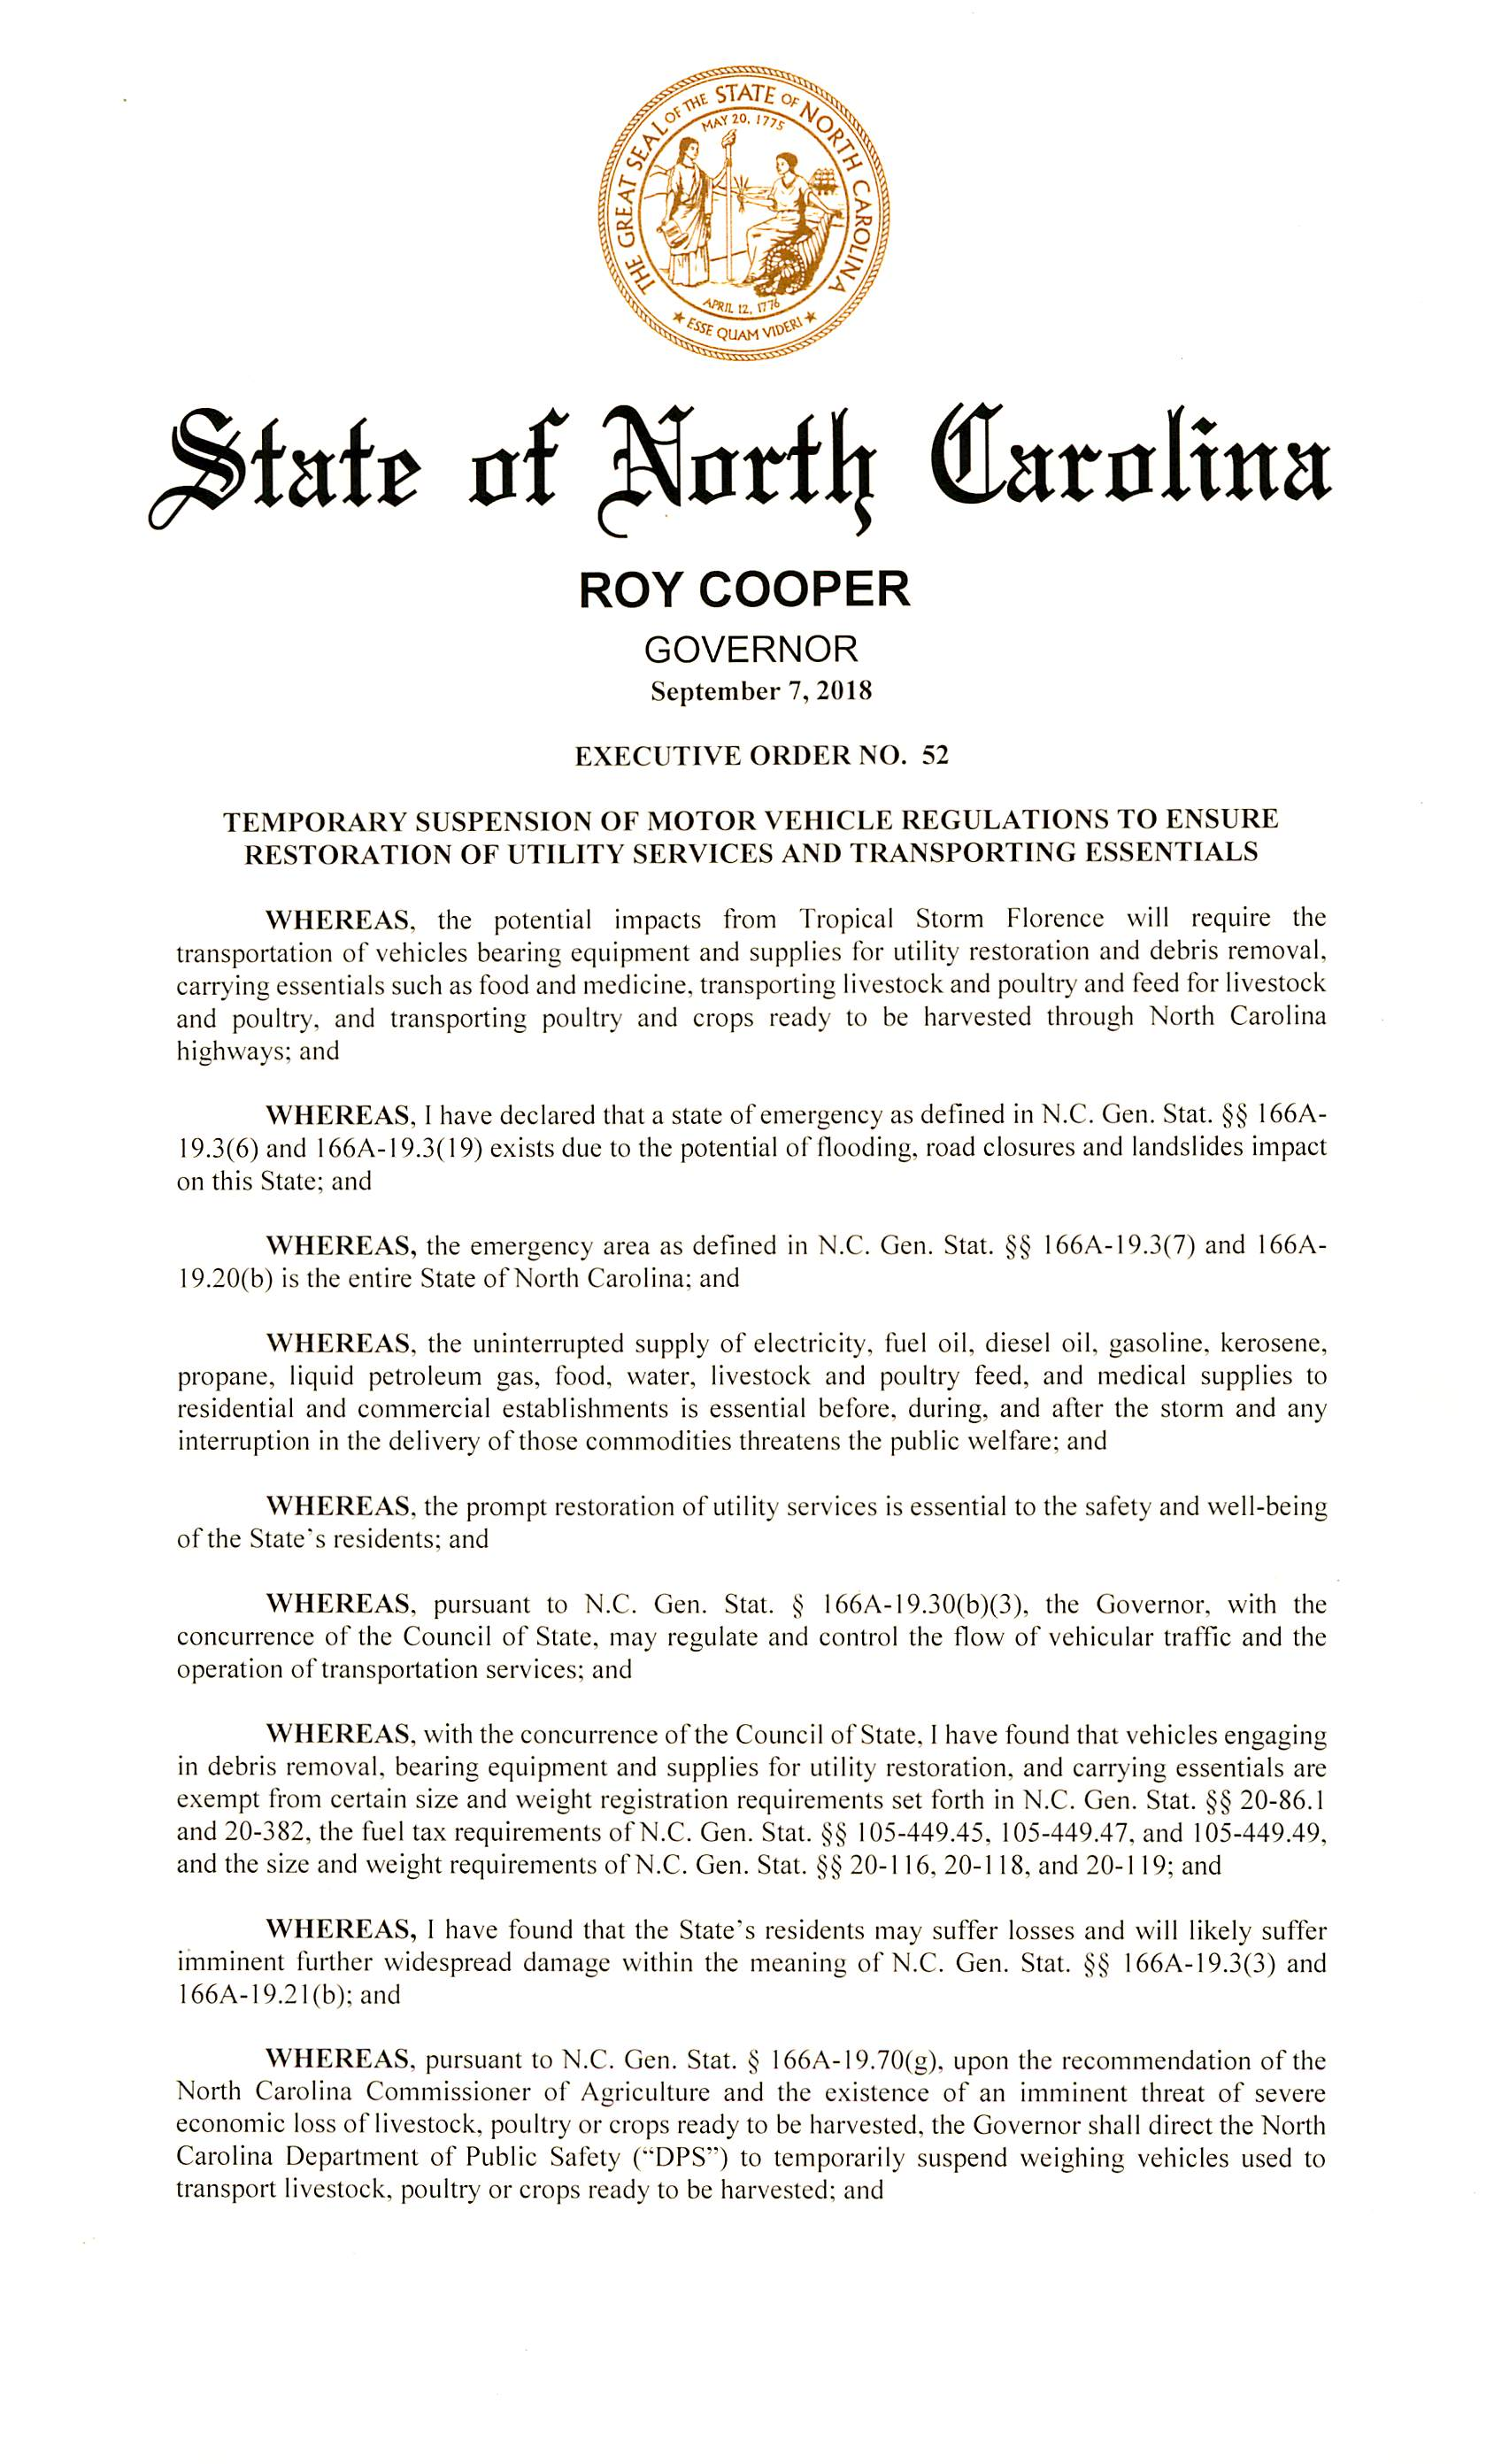 THE GREAT SEAL OF THE STATE OF NORTH CAROLINA
MAY 20, 1775
APRIL 12, 1776
★ ESSE QUAM VIDERI ★
State of North Carolina
ROY COOPER
GOVERNOR
September 7, 2018
EXECUTIVE ORDER NO. 52
TEMPORARY SUSPENSION OF MOTOR VEHICLE REGULATIONS TO ENSURE
RESTORATION OF UTILITY SERVICES AND TRANSPORTING ESSENTIALS
WHEREAS, the potential impacts from Tropical Storm Florence will require the
transportation of vehicles bearing equipment and supplies for utility restoration and debris removal,
carrying essentials such as food and medicine, transporting livestock and poultry and feed for livestock
and poultry, and transporting poultry and crops ready to be harvested through North Carolina
highways; and
WHEREAS, I have declared that a state of emergency as defined in N.C. Gen. Stat. §§ 166A-
19.3(6) and 166A-19.3(19) exists due to the potential of flooding, road closures and landslides impact
on this State; and
WHEREAS, the emergency area as defined in N.C. Gen. Stat. §§ 166A-19.3(7) and 166A-
19.20(b) is the entire State of North Carolina; and
WHEREAS, the uninterrupted supply of electricity, fuel oil, diesel oil, gasoline, kerosene,
propane, liquid petroleum gas, food, water, livestock and poultry feed, and medical supplies to
residential and commercial establishments is essential before, during, and after the storm and any
interruption in the delivery of those commodities threatens the public welfare; and
WHEREAS, the prompt restoration of utility services is essential to the safety and well-being
of the State's residents; and
WHEREAS, pursuant to N.C. Gen. Stat. § 166A-19.30(b)(3), the Governor, with the
concurrence of the Council of State, may regulate and control the flow of vehicular traffic and the
operation of transportation services; and
WHEREAS, with the concurrence of the Council of State, I have found that vehicles engaging
in debris removal, bearing equipment and supplies for utility restoration, and carrying essentials are
exempt from certain size and weight registration requirements set forth in N.C. Gen. Stat. §§ 20-86.1
and 20-382, the fuel tax requirements of N.C. Gen. Stat. §§ 105-449.45, 105-449.47, and 105-449.49,
and the size and weight requirements of N.C. Gen. Stat. §§ 20-116, 20-118, and 20-119; and
WHEREAS, I have found that the State's residents may suffer losses and will likely suffer
imminent further widespread damage within the meaning of N.C. Gen. Stat. §§ 166A-19.3(3) and
166A-19.21(b); and
WHEREAS, pursuant to N.C. Gen. Stat. § 166A-19.70(g), upon the recommendation of the
North Carolina Commissioner of Agriculture and the existence of an imminent threat of severe
economic loss of livestock, poultry or crops ready to be harvested, the Governor shall direct the North
Carolina Department of Public Safety (“DPS”) to temporarily suspend weighing vehicles used to
transport livestock, poultry or crops ready to be harvested; and